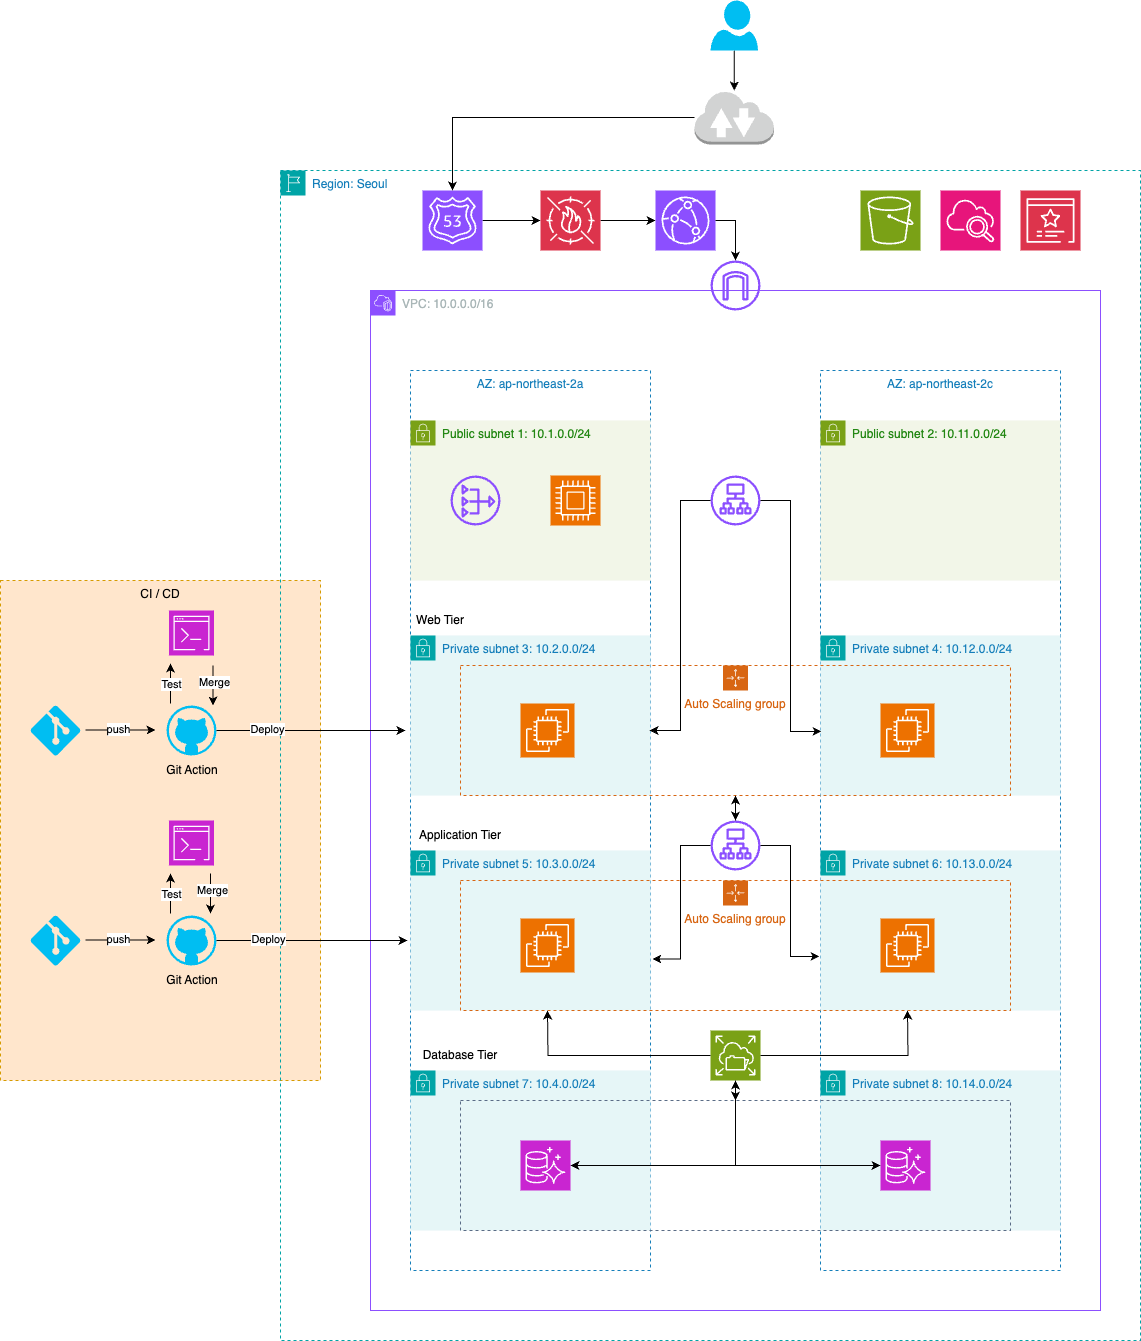 Region: Seoul
53
VPC: 10.0.0.0/16
AZ: ap-northeast-2a
AZ: ap-northeast-2c
Public subnet 1: 10.1.0.0/24
Public subnet 2: 10.11.0.0/24
CI / CD
Web Tier
Private subnet 3: 10.2.0.0/24
Private subnet 4: 10.12.0.0/24
Test
Merge
Auto Scaling group
push
Deploy
Git Action
Application Tier
Private subnet 5: 10.3.0.0/24
Private subnet 6: 10.13.0.0/24
Test
Merge
Auto Scaling group
push
Deploy
Git Action
Database Tier
Private subnet 7: 10.4.0.0/24
Private subnet 8: 10.14.0.0/24